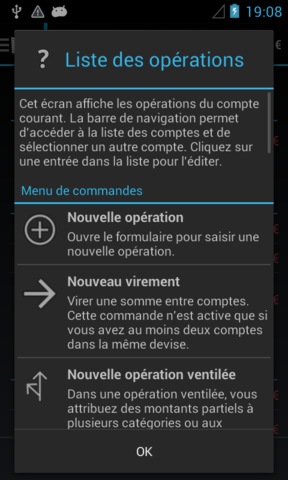 19:08
€
? Liste des opérations
Cet écran affiche les opérations du compte
courant. La barre de navigation permet
d'accéder à la liste des comptes et de
sélectionner un autre compte. Cliquez sur
une entrée dans la liste pour l'éditer.
Menu de commandes
Nouvelle opération
Ouvre le formulaire pour saisir une
nouvelle opération.
Nouveau virement
Virer une somme entre comptes.
Cette commande n'est active que si
vous avez au moins deux comptes
dans la même devise.
Nouvelle opération ventilée
Dans une opération ventilée, vous
attribuez des montants partiels à
plusieurs catégories ou aux
OK